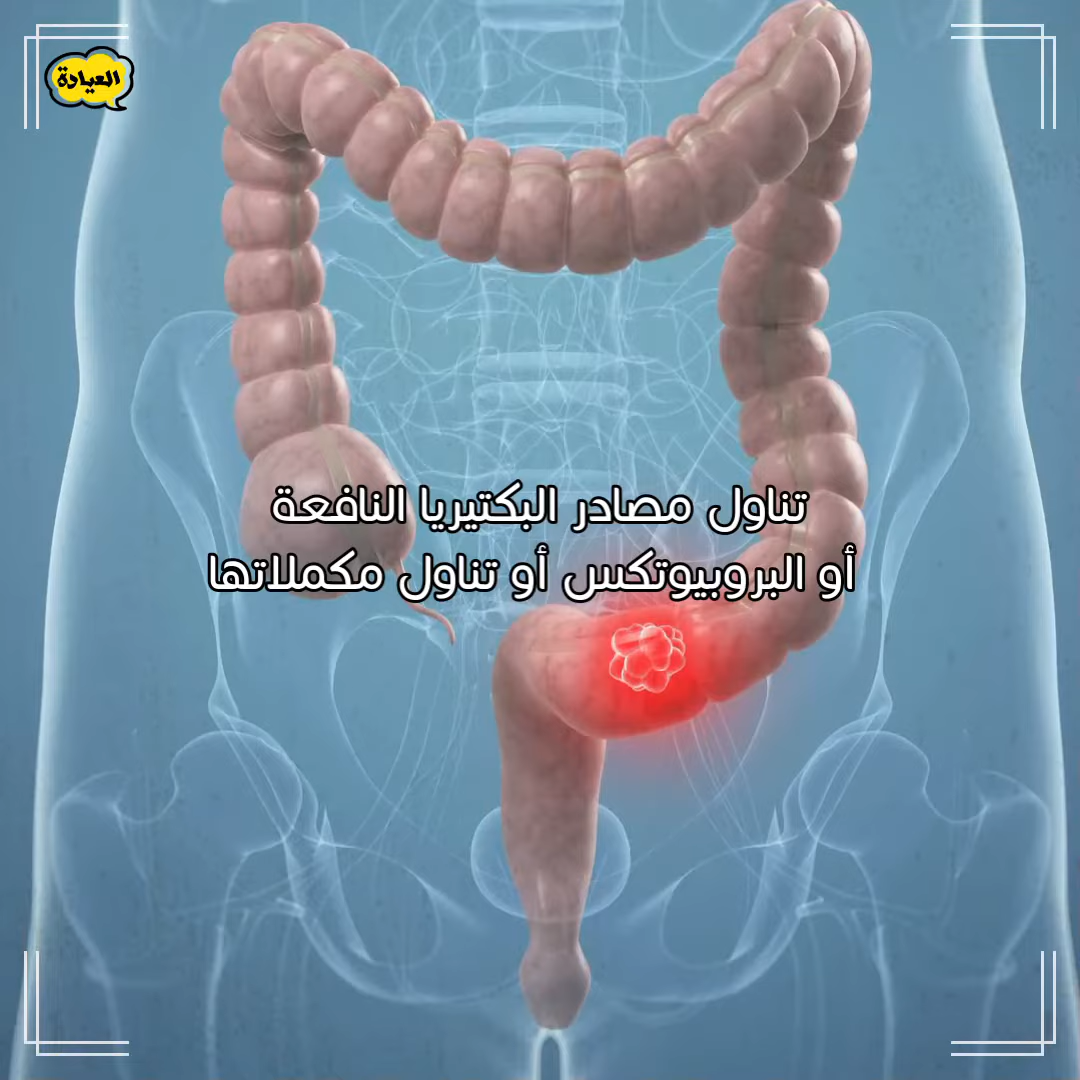 العيادة
تناول مصادر البكتيريا النافعة
أو البروبيوتكس أو تناول مكملاتها